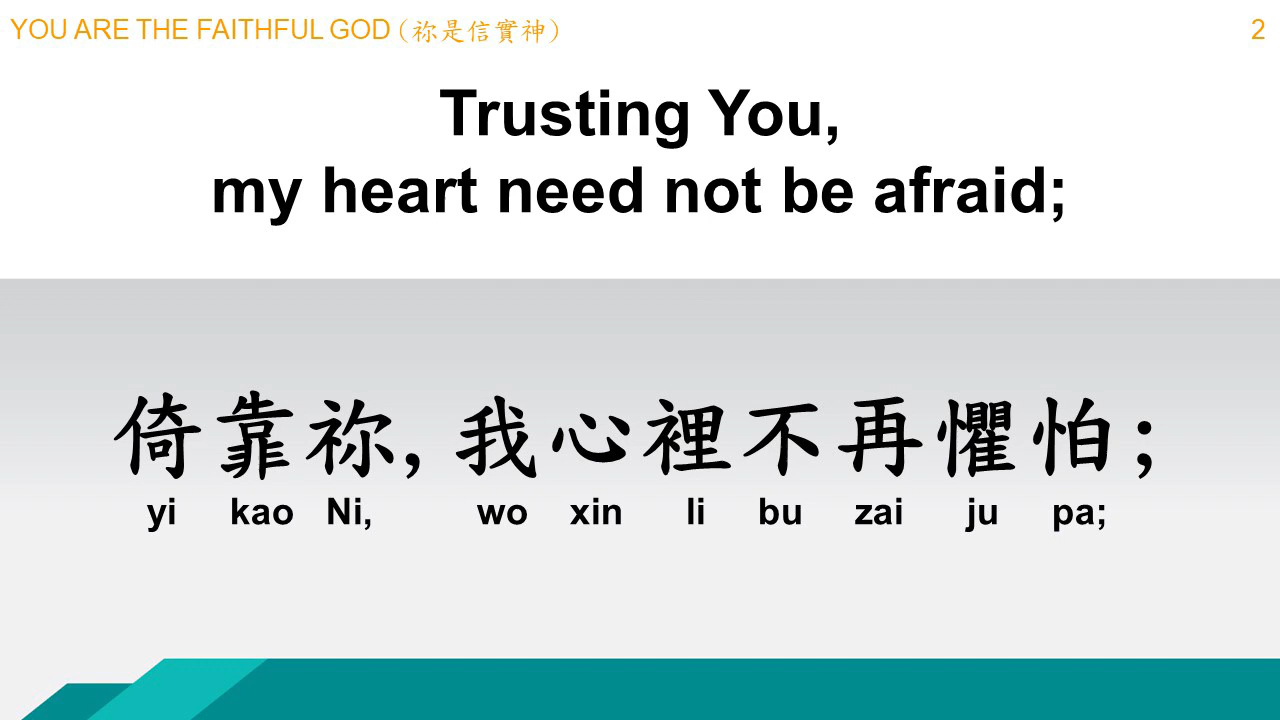 YOU ARE THE FAITHFUL GOD (祢是信實神)
2
Trusting You,
my heart need not be afraid;
倚靠祢,我心裡不再懼怕;
yi kao Ni, wo xin li bu zai ju pa;